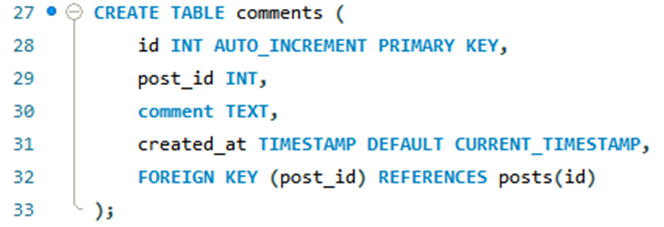 27 CREATE TABLE comments (
28 id INT AUTO_INCREMENT PRIMARY KEY,
29 post_id INT,
30 comment TEXT,
31 created_at TIMESTAMP DEFAULT CURRENT_TIMESTAMP,
32 FOREIGN KEY (post_id) REFERENCES posts(id)
33 );